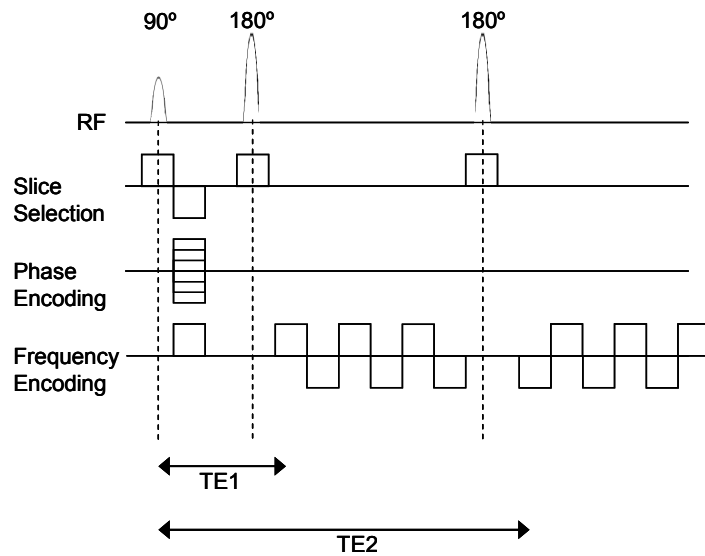 90º 180º 180º
RF
Slice
Selection
Phase
Encoding
Frequency
Encoding
TE1
TE2